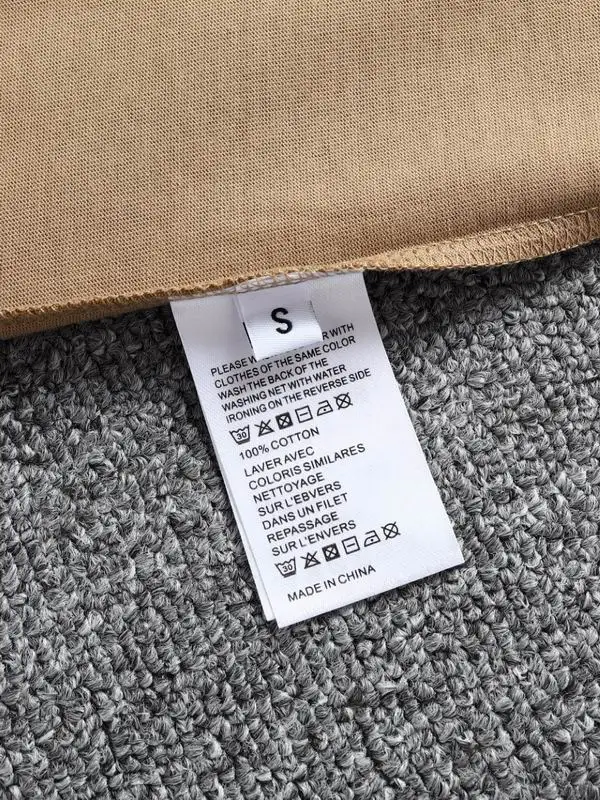 S
PLEASE W R WITH
CLOTHES OF THE SAME COLOR
WASH THE BACK OF THE
WASHING NET WITH WATER
IRONING ON THE REVERSE SIDE
30
100% COTTON
LAVER AVEC
COLORIS SIMILARES
NETTOYAGE
SUR L'EBVERS
DANS UN FILET
REPASSAGE
SUR L'ENVERS
30
MADE IN CHINA